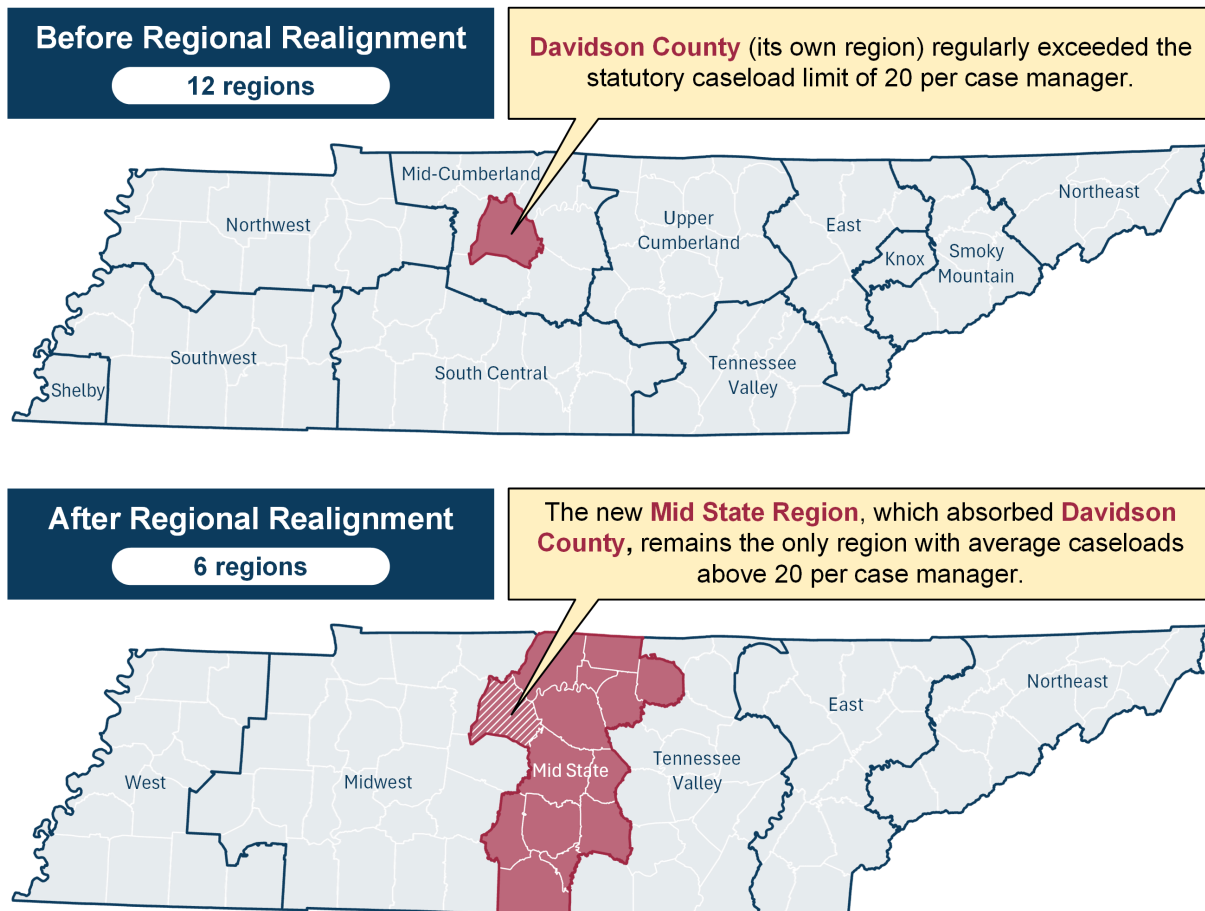 Before Regional Realignment
12 regions
Davidson County (its own region) regularly exceeded the
statutory caseload limit of 20 per case manager.
Mid-Cumberland
Northwest
Upper
Cumberland
East
Northeast
Knox
Smoky
Mountain
Southwest
South Central
Tennessee
Valley
Shelby
After Regional Realignment
6 regions
The new Mid State Region, which absorbed Davidson
County, remains the only region with average caseloads
above 20 per case manager.
West
Midwest
Mid State
Tennessee
Valley
East
Northeast